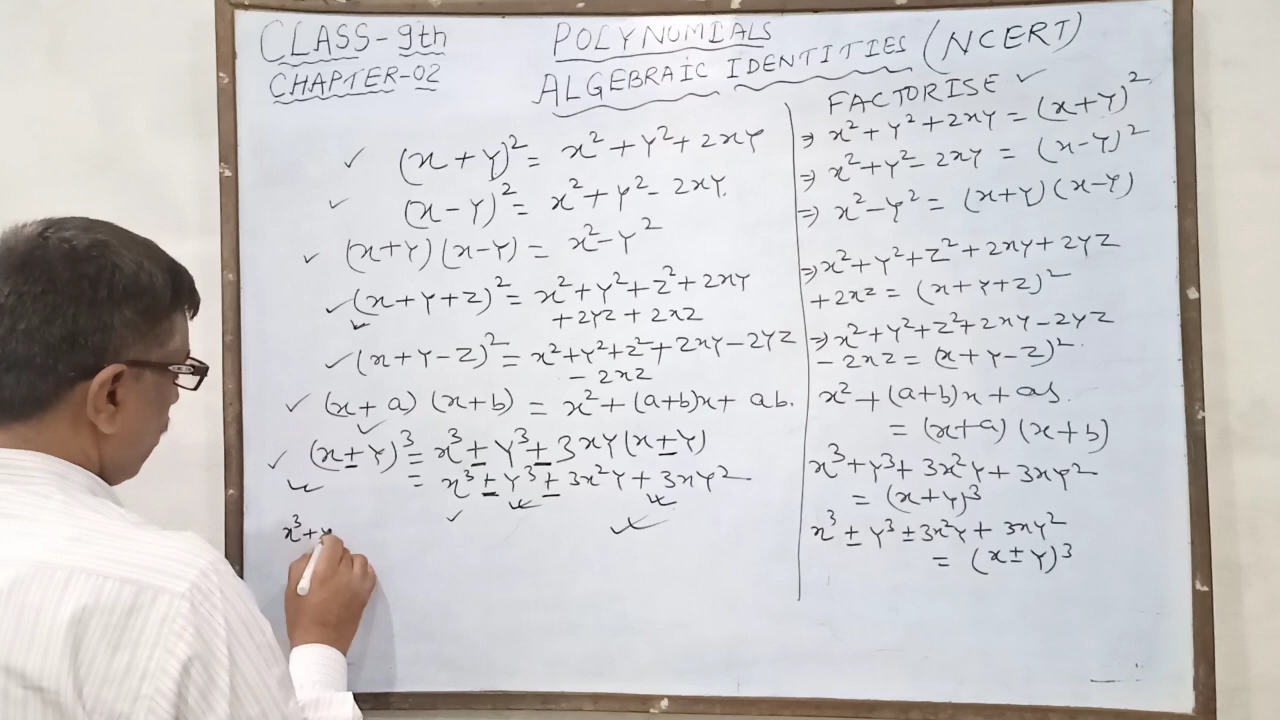 CLASS-9th
CHAPTER-02
POLYNOMIALS
ALGEBRAIC IDENTITIES (NCERT)
✓ (x+y)² = x²+y²+2xy
✓ (x-y)² = x²+y²-2xy.
✓ (x+y)(x-y) = x²-y²
✓ (x+y+z)² = x²+y²+z²+2xy
+2yz+2xz
✓ (x+y-z)² = x²+y²+z²+2xy-2yz
-2xz
✓ (x+a)(x+b) = x²+(a+b)x+ab.
✓ (x±y)³ = x³±y³±3xy(x±y)
= x³±y³±3x²y+3xy²
x³+y
FACTORISE ✓
⇒ x²+y²+2xy = (x+y)²
⇒ x²+y²-2xy = (x-y)²
⇒ x²-y² = (x+y)(x-y)
⇒ x²+y²+z²+2xy+2yz
+2xz = (x+y+z)²
⇒ x²+y²+z²+2xy-2yz
-2xz = (x+y-z)².
x²+(a+b)x+ab.
= (x+a)(x+b)
x³+y³+3x²y+3xy²
= (x+y)³
x³±y³±3x²y+3xy²
= (x±y)³